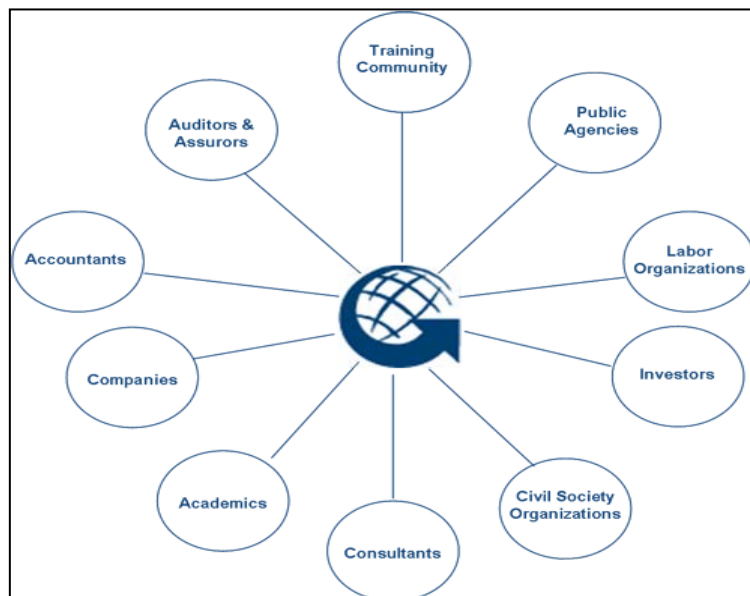 Training
Community
Public
Agencies
Auditors &
Assurors
Labor
Organizations
Accountants
Investors
Companies
Civil Society
Organizations
Academics
Consultants